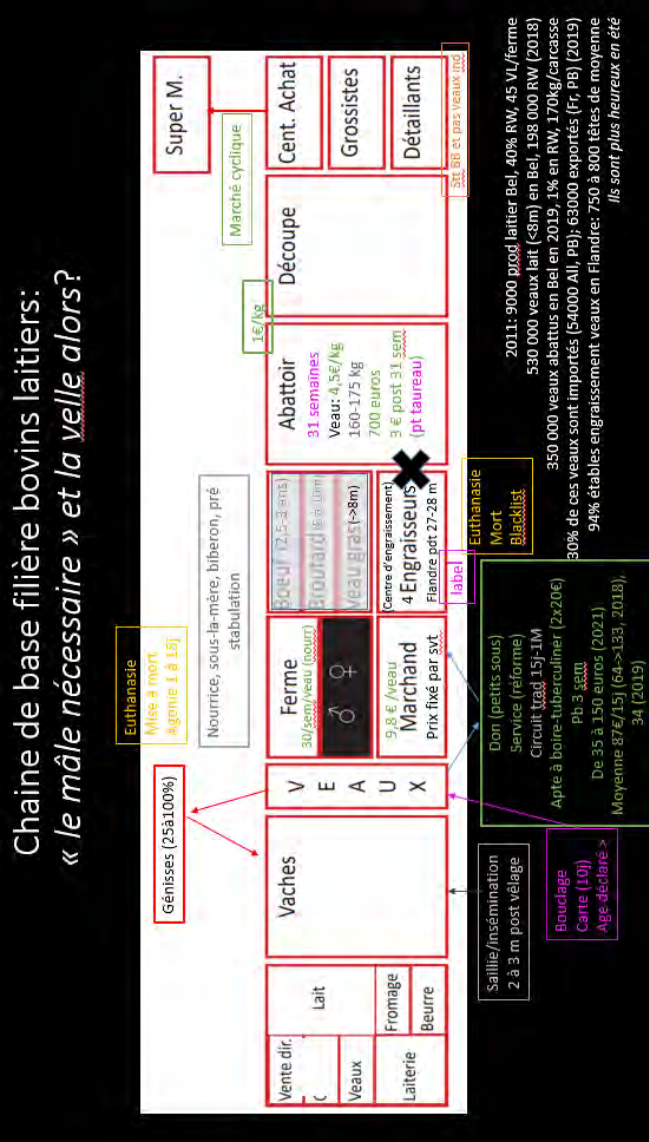 Chaine de base filière bovins laitiers:
« le mâle nécessaire » et la velle alors?
Génisses (25à100%)
Euthanasie
Mise à mort
Agonie 1 à 18j
Nourrice, sous-la-mère, biberon, pré
stabulation
Marché cyclique
1€/kg
Super M.
Vente dir.
C
Veaux
Laiterie
Lait
Fromage
Beurre
Vaches
V
E
A
U
X
Ferme
30/sem/veau (nourr)
♂ ♀
Marchand
9,8 € /veau
Prix fixé par svt
Boeuf (2,5-3 ans)
Broutard
Veau gras(->8m)
(Centre d'engraissement)
4 Engraisseurs
Flandre pdt 27-28 m
label
Abattoir
31 semaines
Veau: 4,5€/kg
160-175 kg
700 euros
3 € post 31 sem
(pt taureau)
Découpe
Cent. Achat
Grossistes
Détaillants
Stt BB et pas veaux ind
Saillie/insémination
2 à 3 m post vêlage
Bouclage
Carte (10j)
Age déclaré >
Don (petits sous)
Service (réforme)
Circuit trad 15j-1M
Apte à boire-tuberculiner (2x20€)
Pb 3 sem
De 35 à 150 euros (2021)
Moyenne 87€/15j (64->133, 2018),
34 (2019)
Euthanasie
Mort
Blacklist
2011: 9000 prod laitier Bel, 40% RW, 45 VL/ferme
530 000 veaux lait (<8m) en Bel, 198 000 RW (2018)
350 000 veaux abattus en Bel en 2019, 1% en RW, 170kg/carcasse
30% de ces veaux sont importés (54000 All, PB); 63000 exportés (Fr, PB) (2019)
94% étables engraissement veaux en Flandre: 750 à 800 têtes de moyenne
Ils sont plus heureux en été